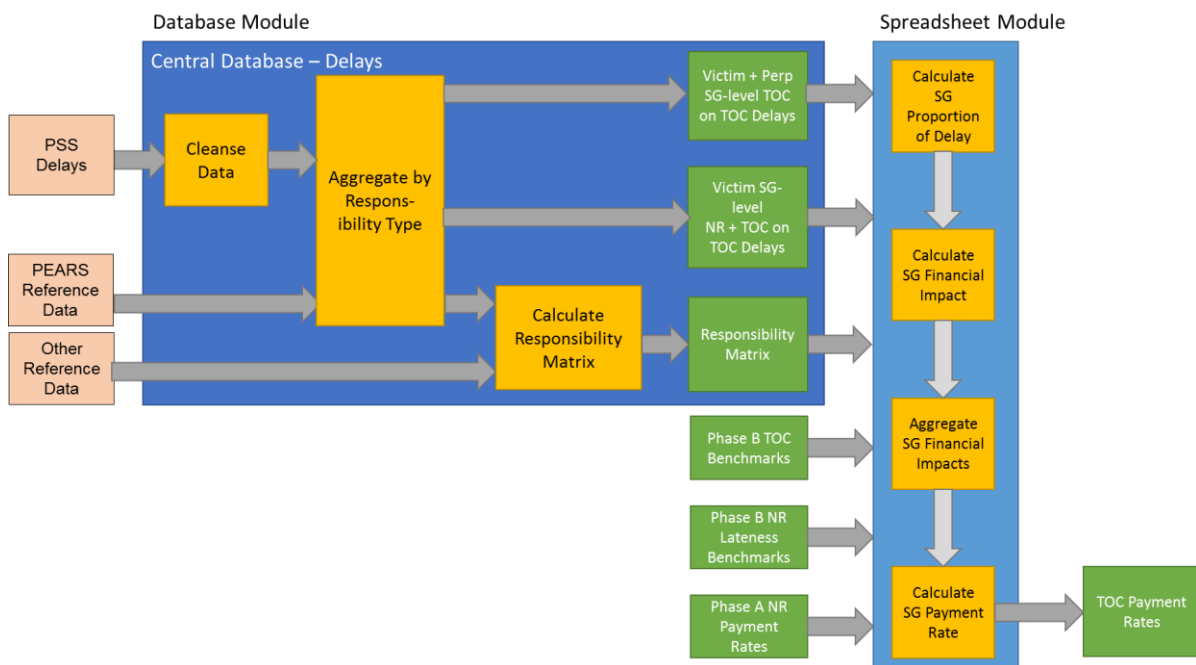 Database Module
Spreadsheet Module
Central Database – Delays
PSS
Delays
Cleanse
Data
Aggregate by
Respons-
ibility Type
Victim + Perp
SG-level TOC
on TOC Delays
Calculate
SG
Proportion
of Delay
Victim SG-
level
NR + TOC on
TOC Delays
Calculate
SG Financial
Impact
PEARS
Reference
Data
Other
Reference
Data
Calculate
Responsibility
Matrix
Responsibility
Matrix
Phase B TOC
Benchmarks
Aggregate
SG Financial
Impacts
Phase B NR
Lateness
Benchmarks
Phase A NR
Payment
Rates
Calculate
SG Payment
Rate
TOC Payment
Rates